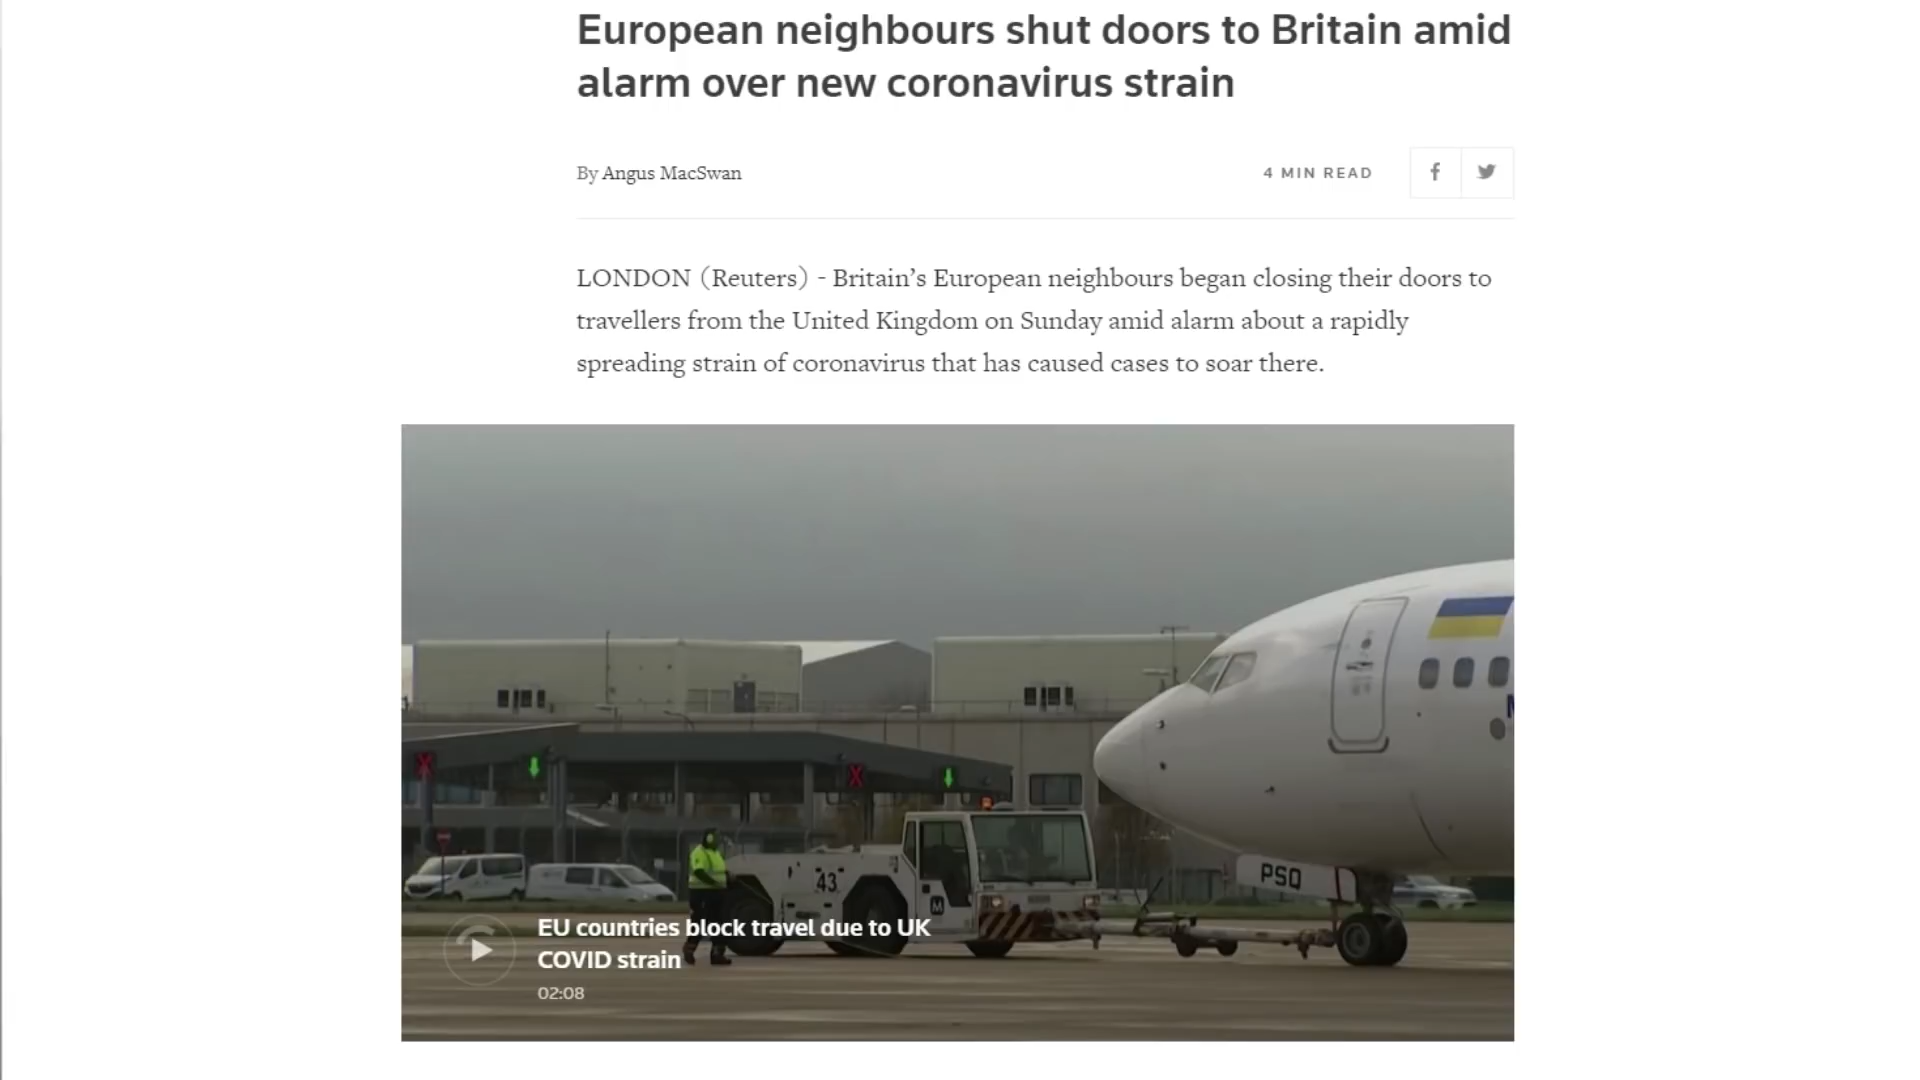 European neighbours shut doors to Britain amid
alarm over new coronavirus strain
By Angus MacSwan
4 MIN READ
LONDON (Reuters) - Britain’s European neighbours began closing their doors to
travellers from the United Kingdom on Sunday amid alarm about a rapidly
spreading strain of coronavirus that has caused cases to soar there.
43
M
PSQ
EU countries block travel due to UK
COVID strain
02:08